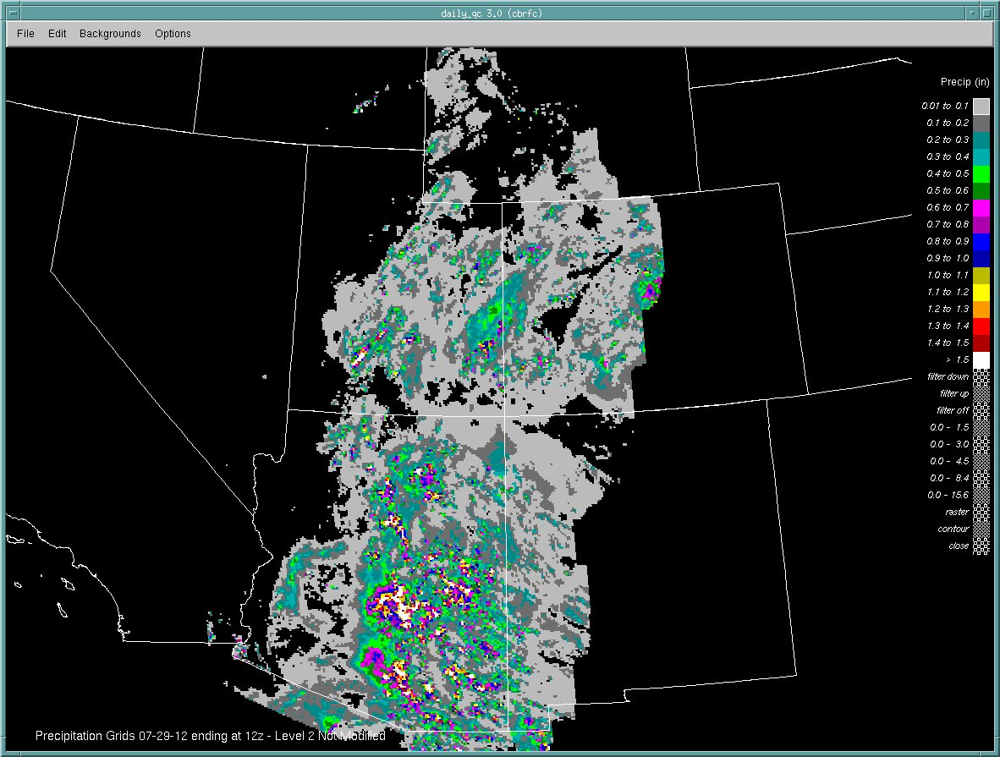 daily_qc 3.0 (cbrfc)
File Edit Backgrounds Options
Precip (in)
0.01 to 0.1
0.1 to 0.2
0.2 to 0.3
0.3 to 0.4
0.4 to 0.5
0.5 to 0.6
0.6 to 0.7
0.7 to 0.8
0.8 to 0.9
0.9 to 1.0
1.0 to 1.1
1.1 to 1.2
1.2 to 1.3
1.3 to 1.4
1.4 to 1.5
> 1.5
filter down
filter up
filter off
0.0 - 1.5
0.0 - 3.0
0.0 - 4.5
0.0 - 8.4
0.0 - 15.6
raster
contour
close
Precipitation Grids 07-29-12 ending at 12z - Level 2 Not Modified